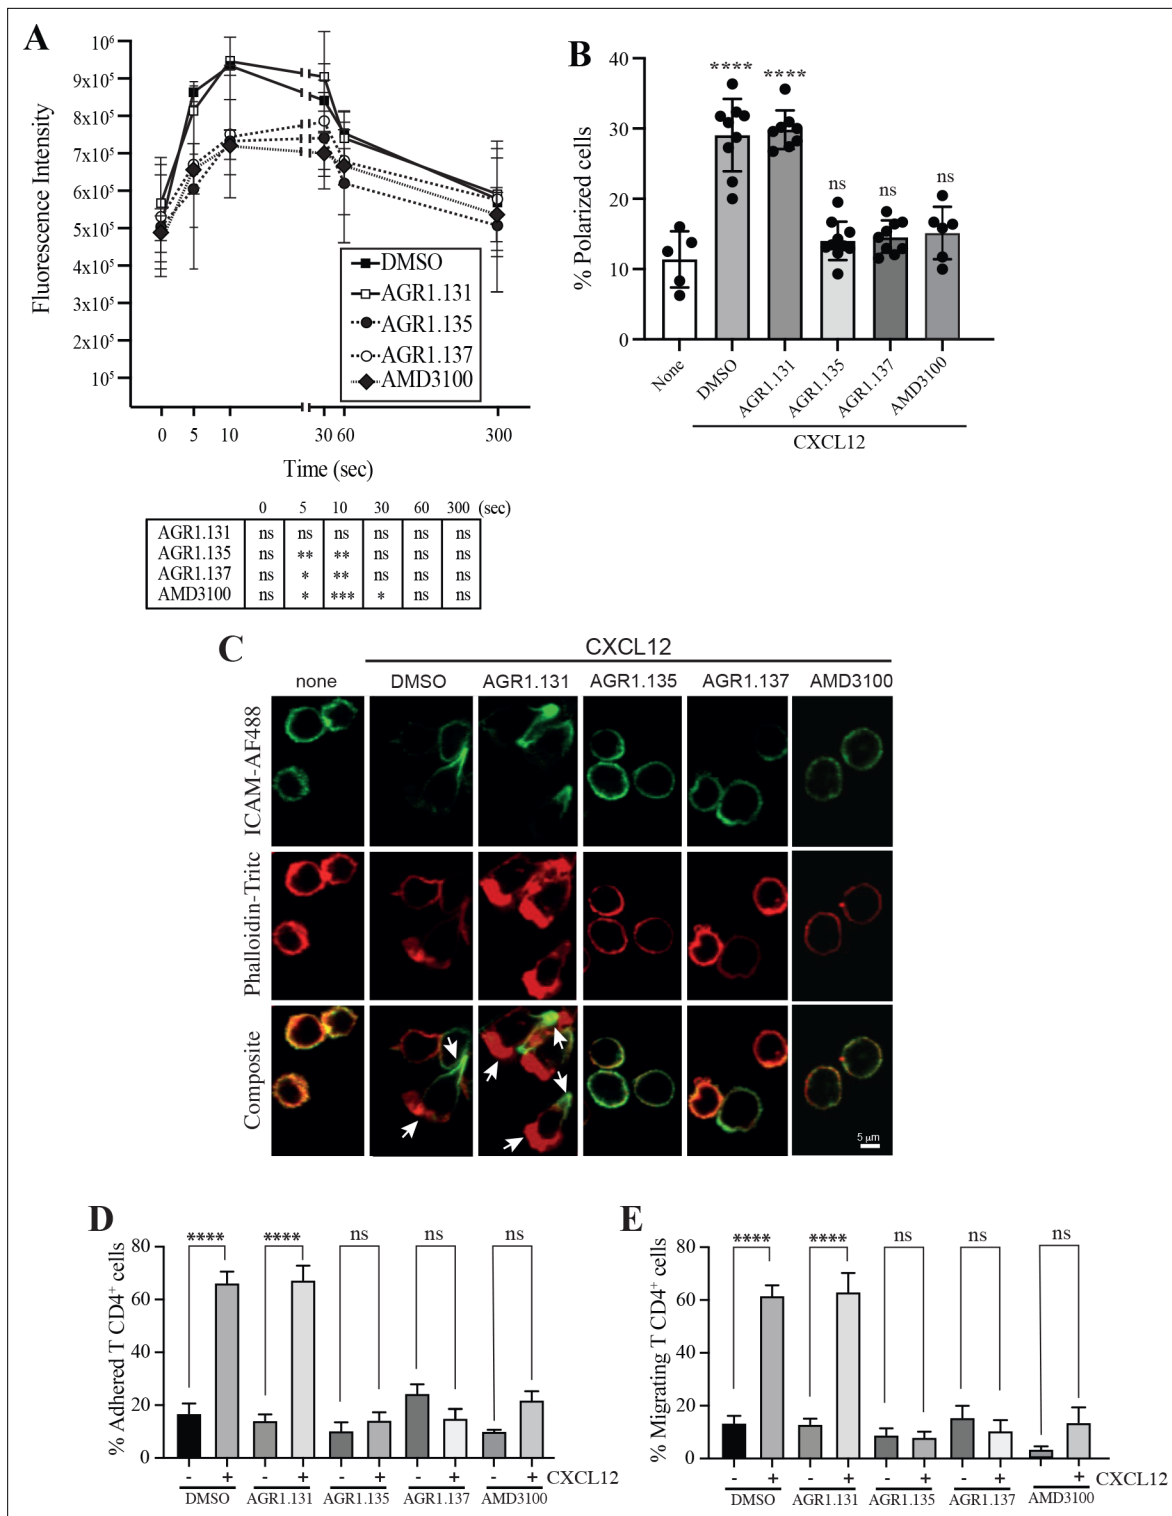 A
Fluorescence Intensity
10⁶
9x10⁵
8x10⁵
7x10⁵
6x10⁵
5x10⁵
4x10⁵
3x10⁵
2x10⁵
10⁵
DMSO
AGR1.131
AGR1.135
AGR1.137
AMD3100
0 5 10 30 60 300
Time (sec)
0 5 10 30 60 300 (sec)
AGR1.131 ns ns ns ns ns ns
AGR1.135 ns ** ** ns ns ns
AGR1.137 ns * ** ns ns ns
AMD3100 ns * *** * ns ns
B
% Polarized cells
40
30
20
10
0
**** **** ns ns ns
None DMSO AGR1.131 AGR1.135 AGR1.137 AMD3100
CXCL12
C
CXCL12
none DMSO AGR1.131 AGR1.135 AGR1.137 AMD3100
ICAM-AF488
Phalloidin-Tritc
Composite
5 μm
D
% Adhered T CD4⁺ cells
80
60
40
20
0
**** **** ns ns ns
- + - + - + - + - + CXCL12
DMSO AGR1.131 AGR1.135 AGR1.137 AMD3100
E
% Migrating T CD4⁺ cells
80
60
40
20
0
**** **** ns ns ns
- + - + - + - + - + CXCL12
DMSO AGR1.131 AGR1.135 AGR1.137 AMD3100